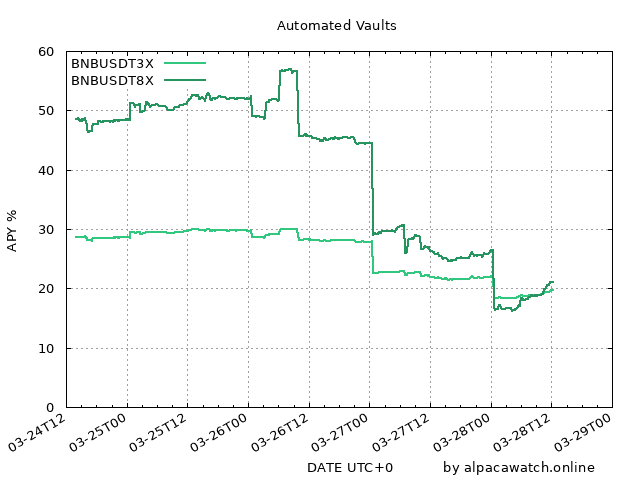 Automated Vaults
BNBUSDT3X
BNBUSDT8X
APY %
60
50
40
30
20
10
0
03-24T12
03-25T00
03-25T12
03-26T00
03-26T12
03-27T00
03-27T12
03-28T00
03-28T12
03-29T00
DATE UTC+0
by alpacawatch.online